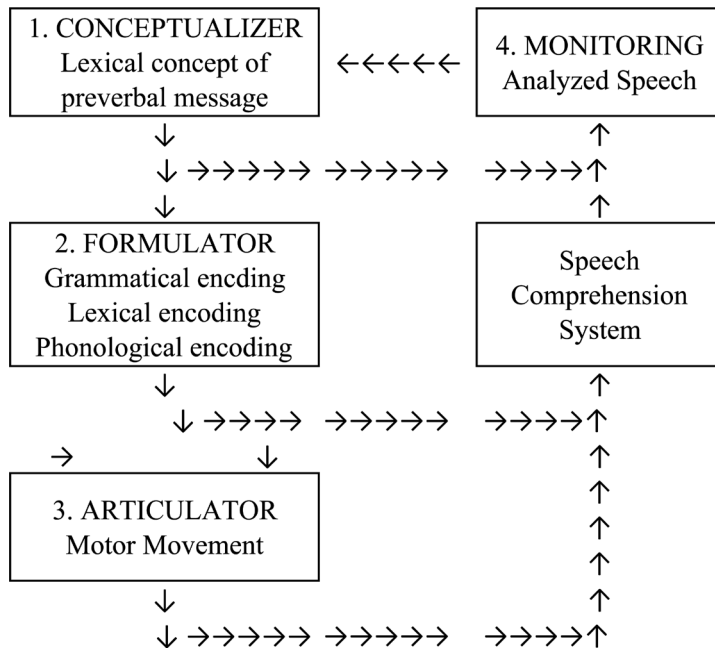 1. CONCEPTUALIZER
Lexical concept of
preverbal message
4. MONITORING
Analyzed Speech
2. FORMULATOR
Grammatical encding
Lexical encoding
Phonological encoding
Speech
Comprehension
System
3. ARTICULATOR
Motor Movement